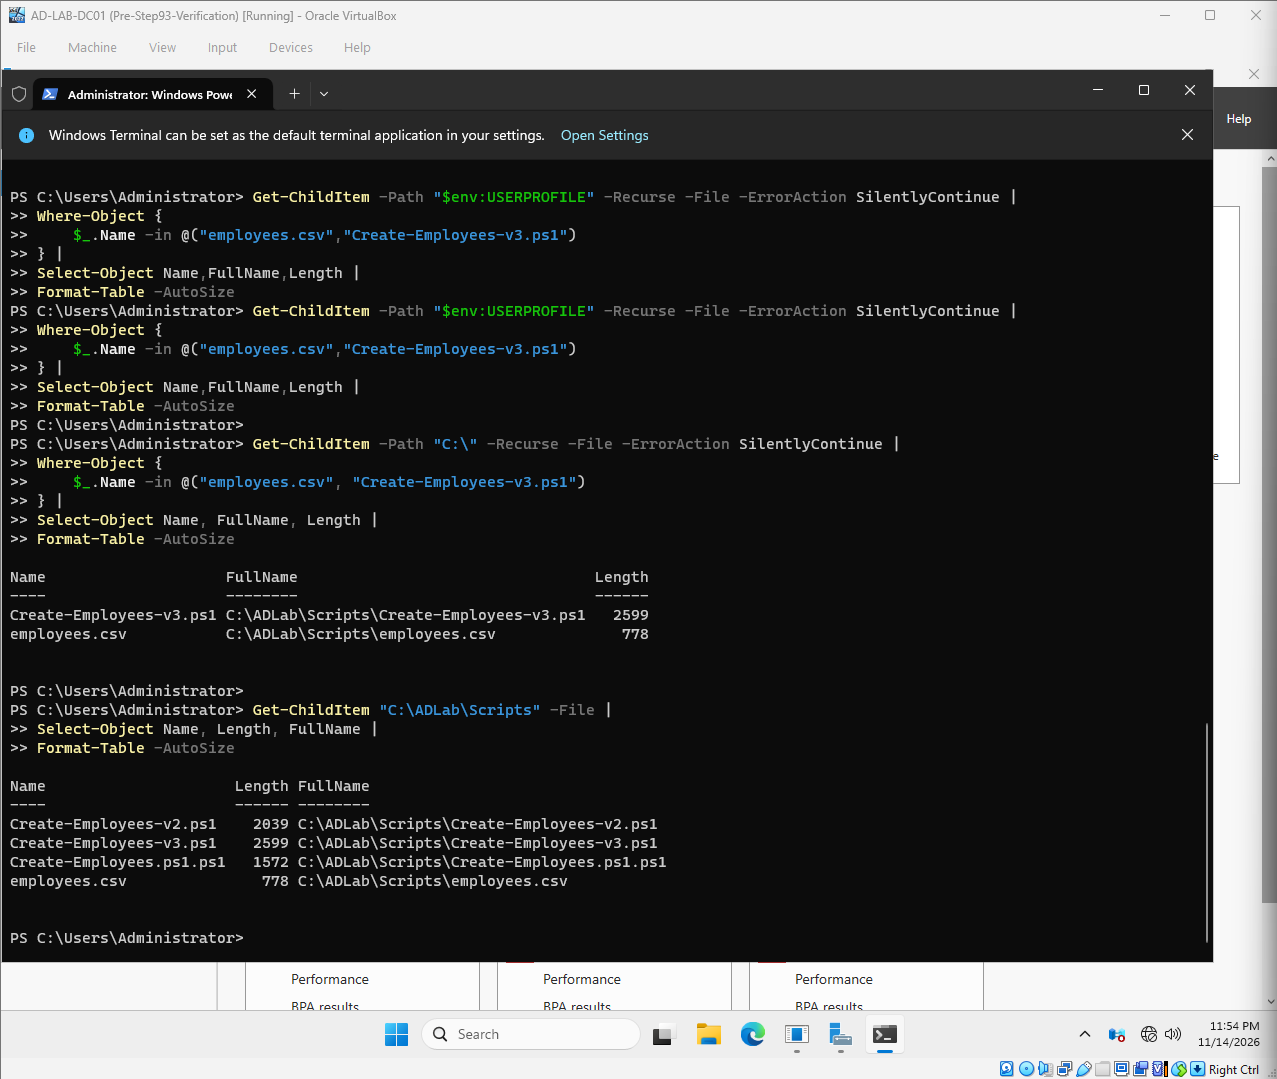 AD-LAB-DC01 (Pre-Step93-Verification) [Running] - Oracle VirtualBox
File Machine View Input Devices Help
Administrator: Windows Powe
Help
Windows Terminal can be set as the default terminal application in your settings. Open Settings
PS C:\Users\Administrator> Get-ChildItem -Path "$env:USERPROFILE" -Recurse -File -ErrorAction SilentlyContinue |
>> Where-Object {
>>     $_.Name -in @("employees.csv","Create-Employees-v3.ps1")
>> } |
>> Select-Object Name,FullName,Length |
>> Format-Table -AutoSize
PS C:\Users\Administrator> Get-ChildItem -Path "$env:USERPROFILE" -Recurse -File -ErrorAction SilentlyContinue |
>> Where-Object {
>>     $_.Name -in @("employees.csv","Create-Employees-v3.ps1")
>> } |
>> Select-Object Name,FullName,Length |
>> Format-Table -AutoSize
PS C:\Users\Administrator>
PS C:\Users\Administrator> Get-ChildItem -Path "C:\" -Recurse -File -ErrorAction SilentlyContinue |
>> Where-Object {
>>     $_.Name -in @("employees.csv", "Create-Employees-v3.ps1")
>> } |
>> Select-Object Name, FullName, Length |
>> Format-Table -AutoSize
Name                    FullName                                 Length
----                    --------                                 ------
Create-Employees-v3.ps1 C:\ADLab\Scripts\Create-Employees-v3.ps1   2599
employees.csv           C:\ADLab\Scripts\employees.csv              778
PS C:\Users\Administrator>
PS C:\Users\Administrator> Get-ChildItem "C:\ADLab\Scripts" -File |
>> Select-Object Name, Length, FullName |
>> Format-Table -AutoSize
Name                     Length FullName
----                     ------ --------
Create-Employees-v2.ps1    2039 C:\ADLab\Scripts\Create-Employees-v2.ps1
Create-Employees-v3.ps1    2599 C:\ADLab\Scripts\Create-Employees-v3.ps1
Create-Employees.ps1.ps1   1572 C:\ADLab\Scripts\Create-Employees.ps1.ps1
employees.csv               778 C:\ADLab\Scripts\employees.csv
PS C:\Users\Administrator>
e
Performance Performance Performance
BPA results BPA results BPA results
Search
11:54 PM
11/14/2026
Right Ctrl